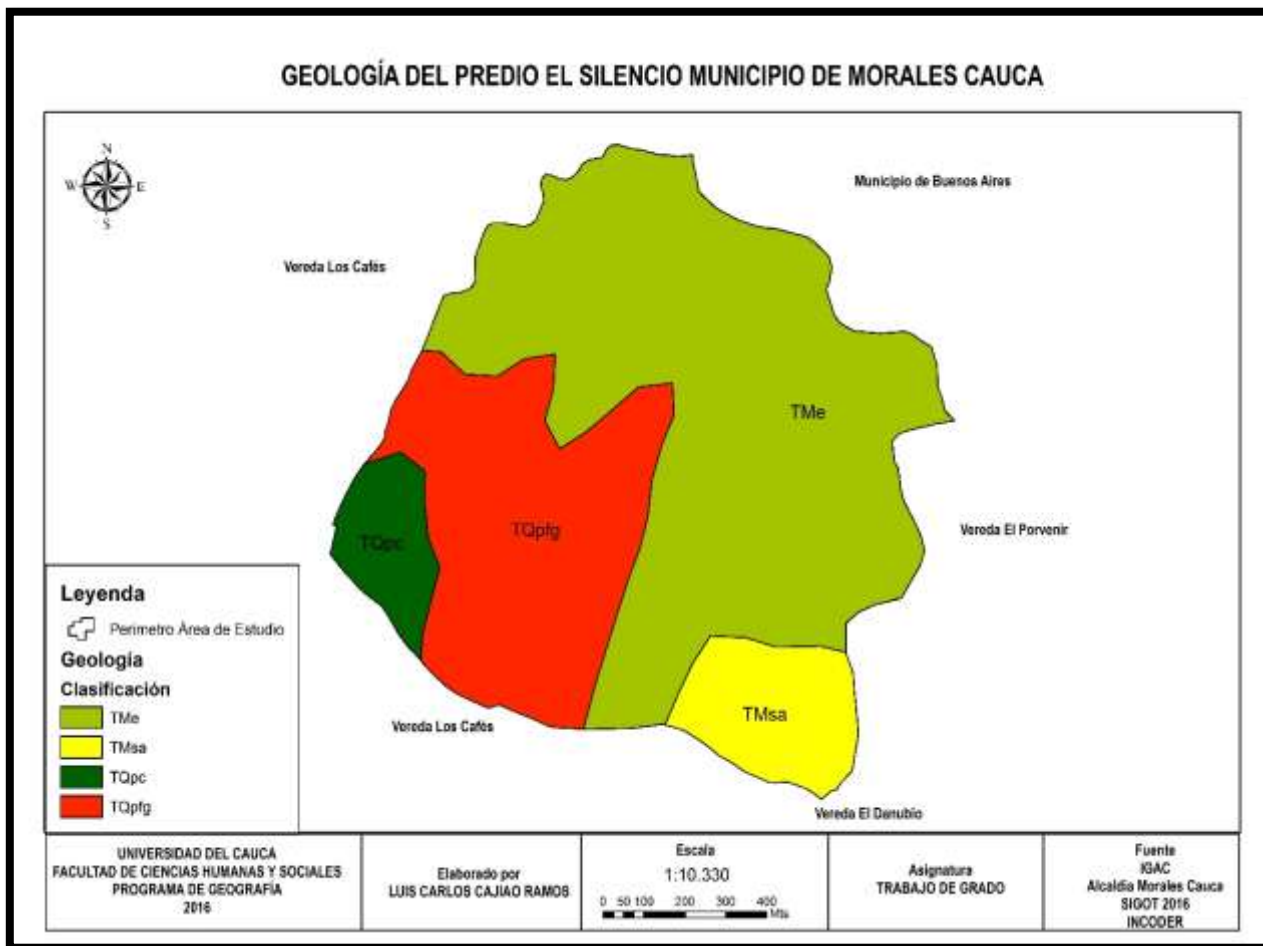 GEOLOGÍA DEL PREDIO EL SILENCIO MUNICIPIO DE MORALES CAUCA
N
W E
S
Municipio de Buenos Aires
Vereda Los Cafés
TMe
TQpfg
TQpc
Vereda El Porvenir
TMsa
Vereda Los Cafés
Vereda El Danubio
Leyenda
Perimetro Área de Estudio
Geología
Clasificación
TMe
TMsa
TQpc
TQpfg
UNIVERSIDAD DEL CAUCA
FACULTAD DE CIENCIAS HUMANAS Y SOCIALES
PROGRAMA DE GEOGRAFÍA
2016
Elaborado por
LUIS CARLOS CAJIAO RAMOS
Escala
1:10.330
0 50 100 200 300 400
Mts
Asignatura
TRABAJO DE GRADO
Fuente
IGAC
Alcaldia Morales Cauca
SIGOT 2016
INCODER